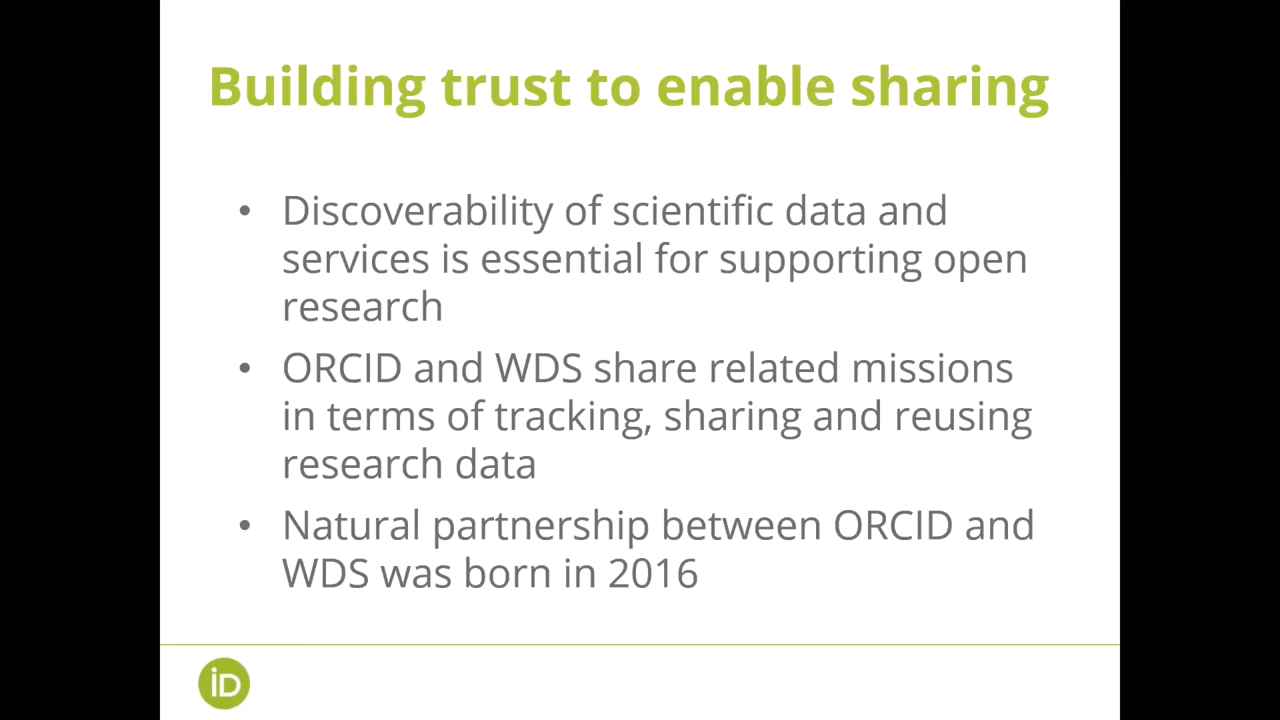 Building trust to enable sharing
• Discoverability of scientific data and
services is essential for supporting open
research
• ORCID and WDS share related missions
in terms of tracking, sharing and reusing
research data
• Natural partnership between ORCID and
WDS was born in 2016
iD